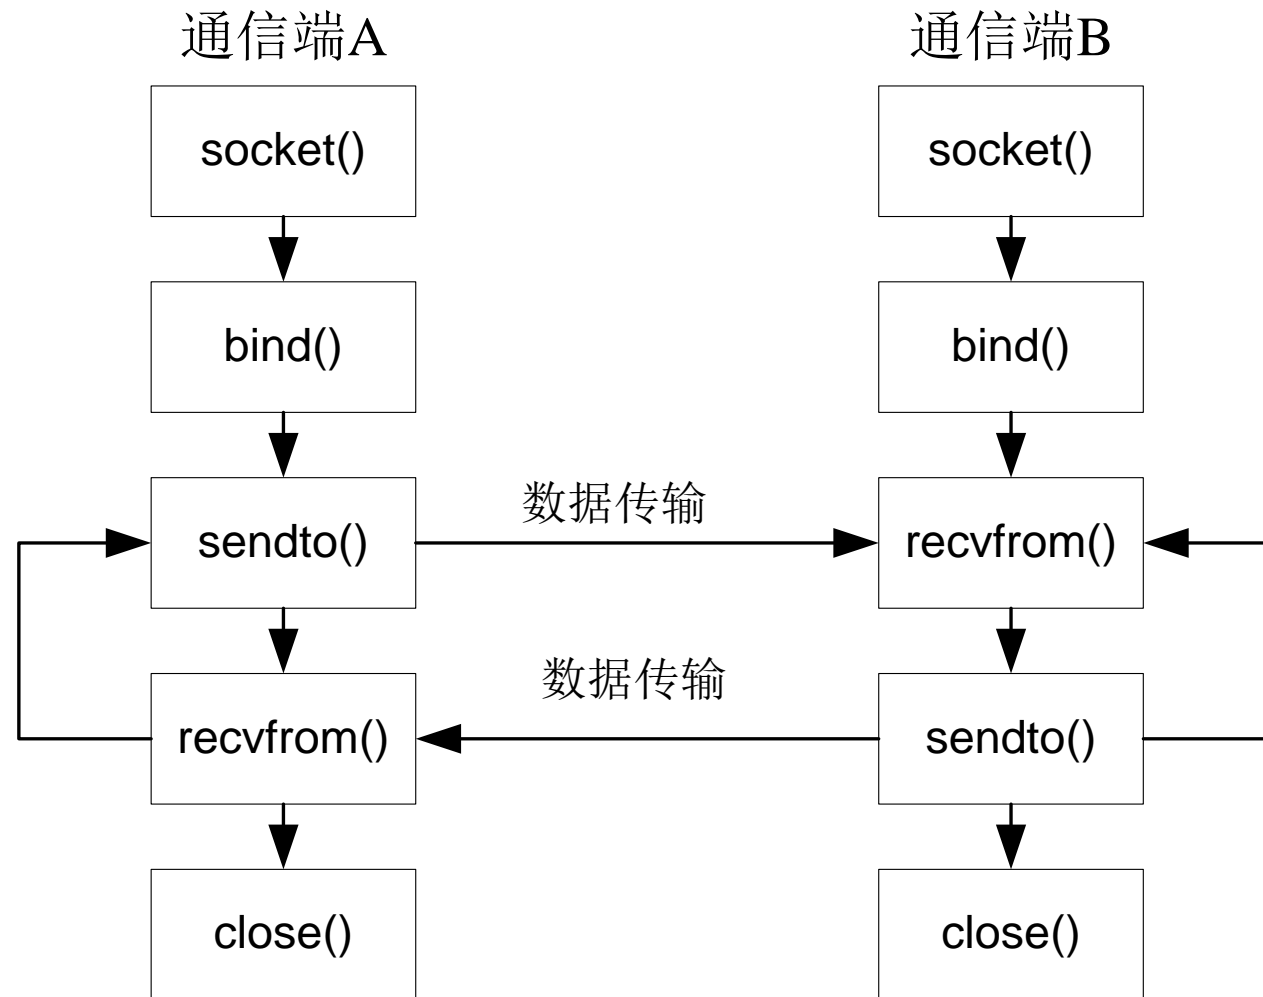 通信端A
通信端B
socket()
socket()
bind()
bind()
数据传输
sendto()
recvfrom()
数据传输
recvfrom()
sendto()
close()
close()